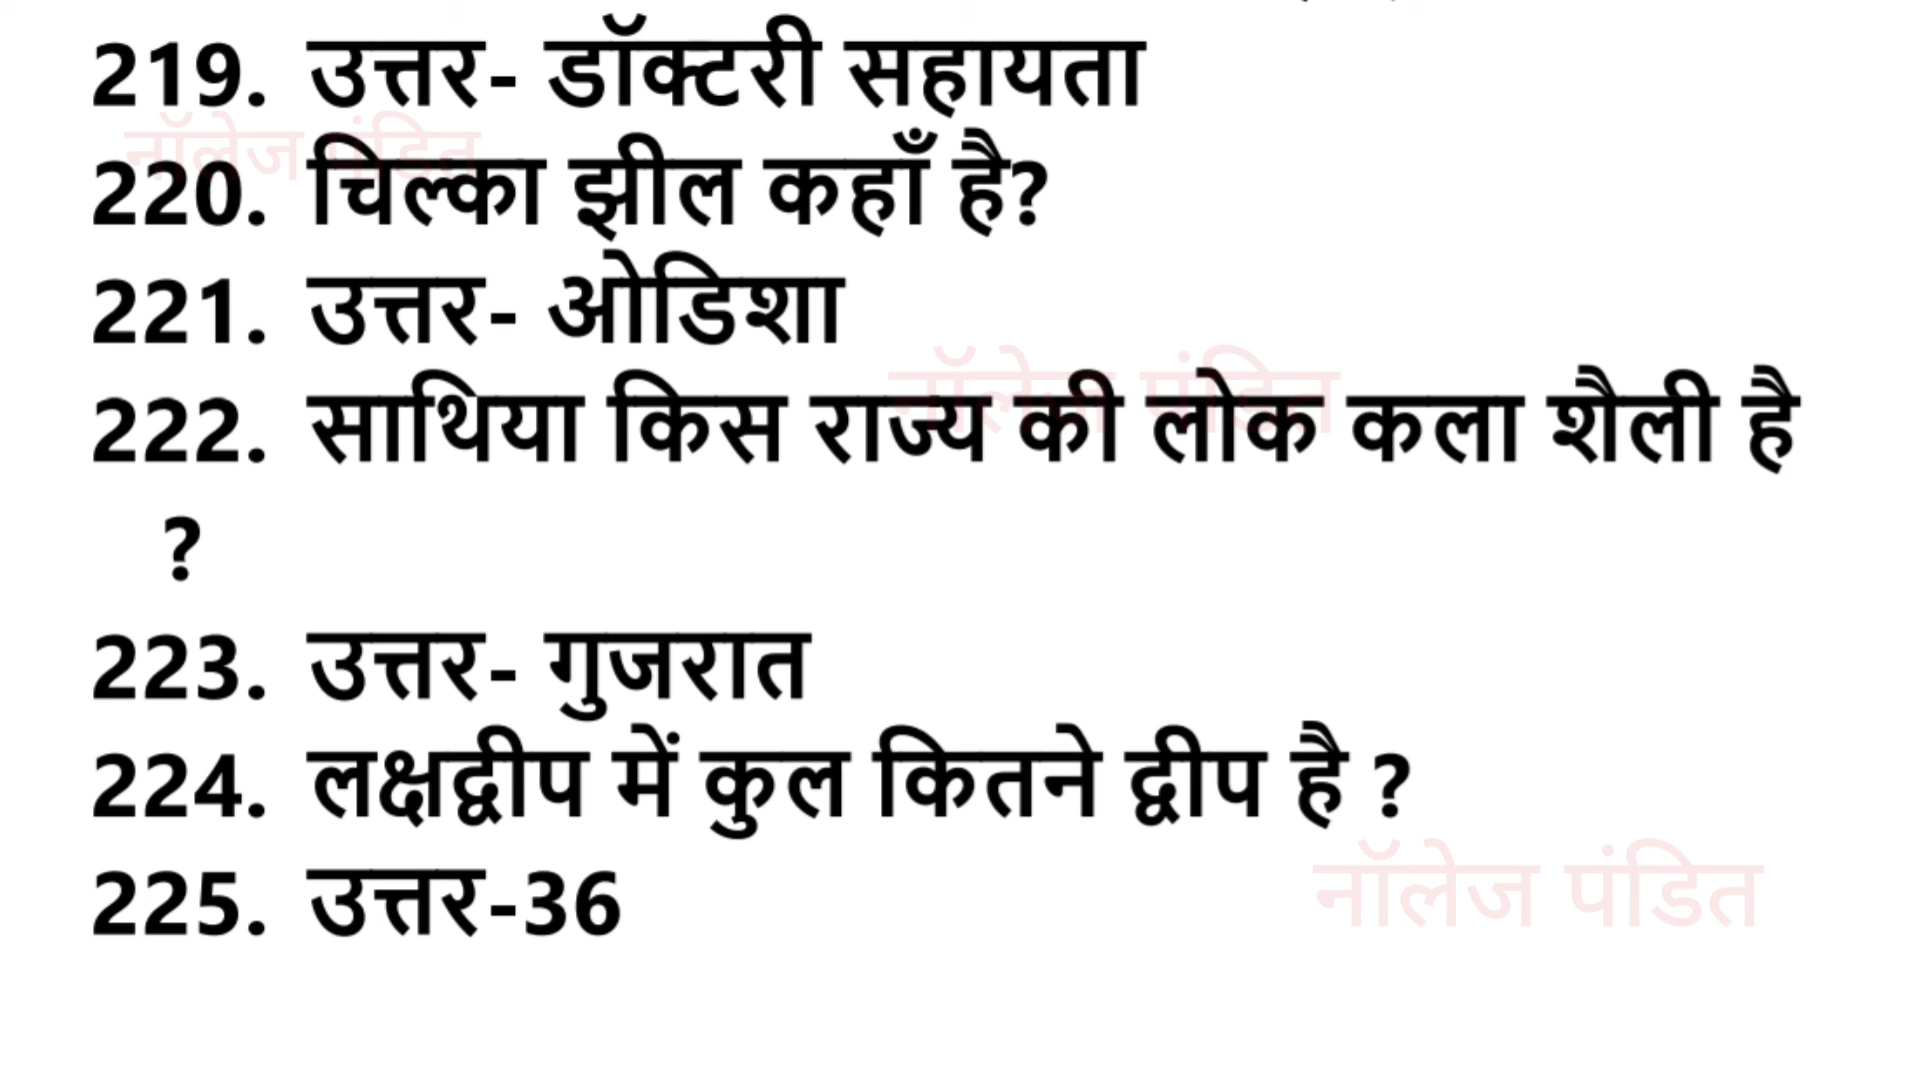 219. उत्तर- डॉक्टरी सहायता
नॉलेज पंडित
220. चिल्का झील कहाँ है?
221. उत्तर- ओडिशा
नॉलेज पंडित
222. साथिया किस राज्य की लोक कला शैली है
?
223. उत्तर- गुजरात
224. लक्षद्वीप में कुल कितने द्वीप है ?
225. उत्तर-36
नॉलेज पंडित